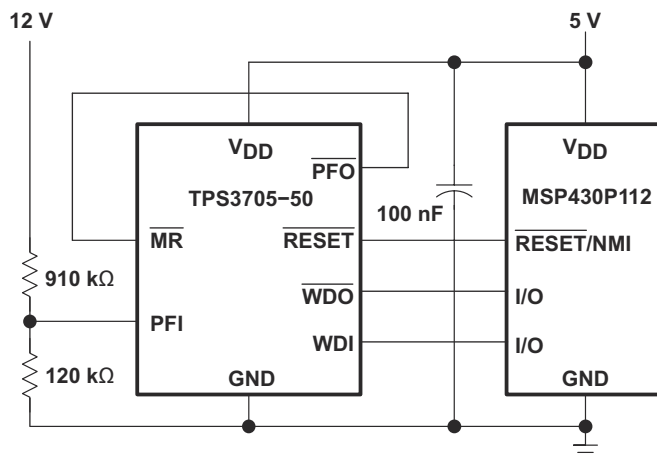 12 V
5 V
VDD
PFO
TPS3705−50
MR
RESET
PFI
WDO
WDI
GND
910 kΩ
120 kΩ
100 nF
VDD
MSP430P112
RESET/NMI
I/O
I/O
GND